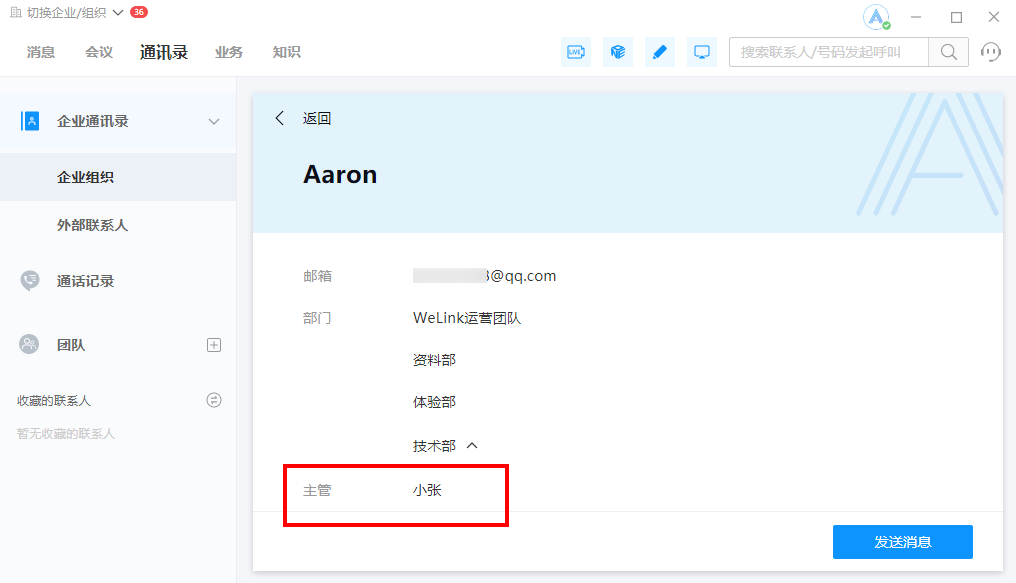 切换企业/组织 36
消息 会议 通讯录 业务 知识
LIVE
搜索联系人/号码发起呼叫
企业通讯录
企业组织
外部联系人
通话记录
团队
收藏的联系人
暂无收藏的联系人
返回
Aaron
邮箱 @qq.com
部门 WeLink运营团队
资料部
体验部
技术部
主管 小张
发送消息